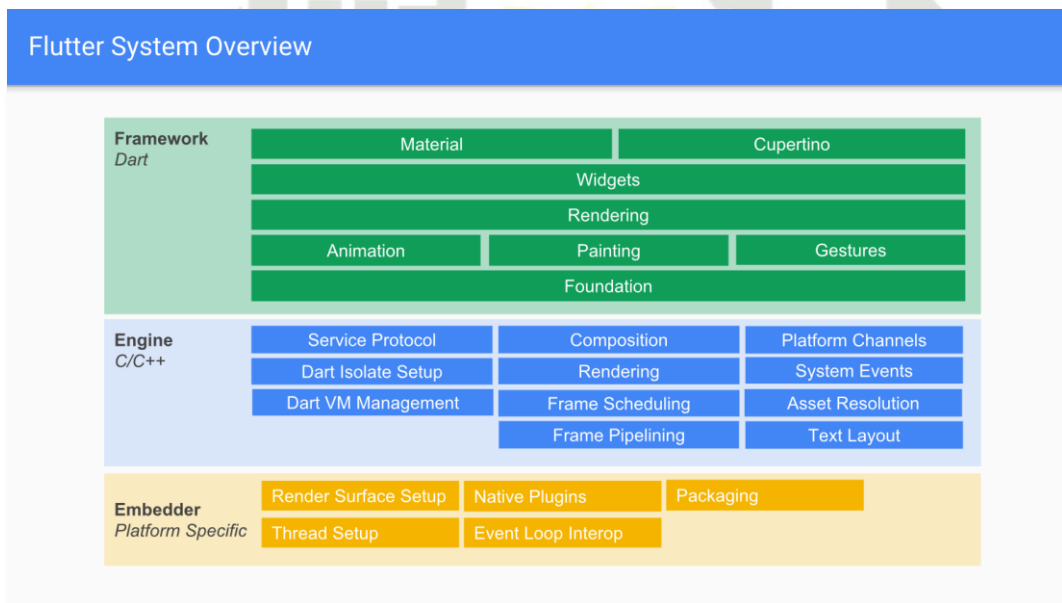 Flutter System Overview
Framework
Dart
Material
Cupertino
Widgets
Rendering
Animation
Painting
Gestures
Foundation
Engine
C/C++
Service Protocol
Composition
Platform Channels
Dart Isolate Setup
Rendering
System Events
Dart VM Management
Frame Scheduling
Asset Resolution
Frame Pipelining
Text Layout
Embedder
Platform Specific
Render Surface Setup
Native Plugins
Packaging
Thread Setup
Event Loop Interop